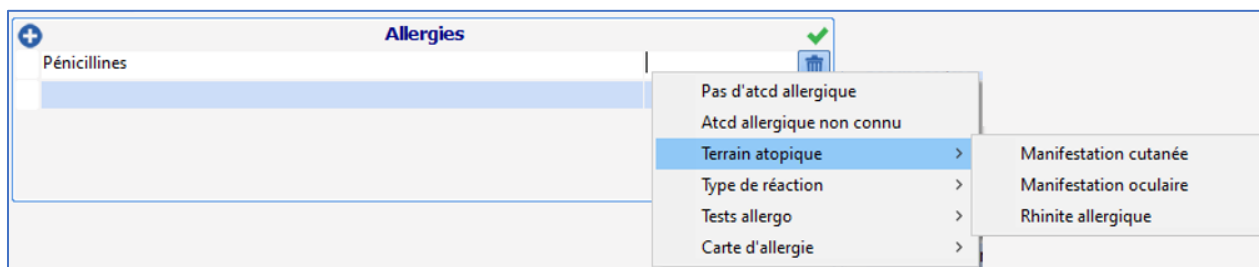 Allergies
Pénicillines
Pas d'atcd allergique
Atcd allergique non connu
Terrain atopique
Manifestation cutanée
Type de réaction
Manifestation oculaire
Tests allergo
Rhinite allergique
Carte d'allergie